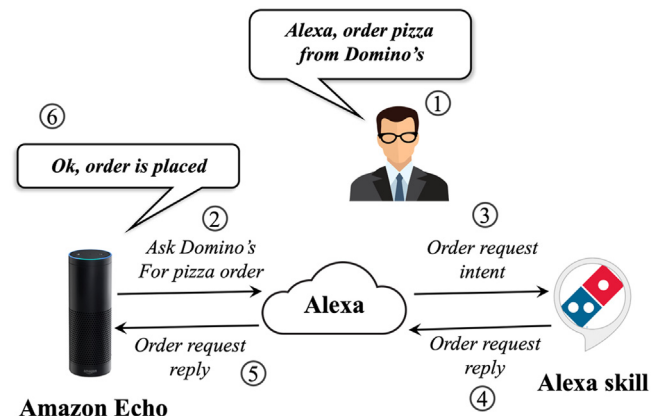 Alexa, order pizza
from Domino's
①
⑥
Ok, order is placed
②
Ask Domino's
For pizza order
③
Order request
intent
Alexa
Order request
reply
⑤
Order request
reply
④
Alexa skill
Amazon Echo